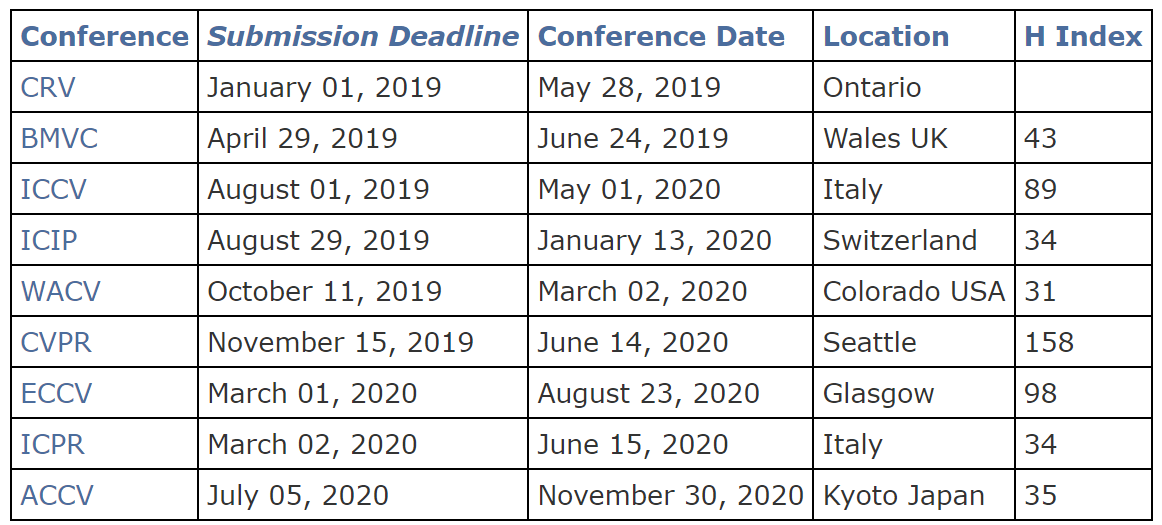 Conference Submission Deadline Conference Date Location H Index
CRV January 01, 2019 May 28, 2019 Ontario
BMVC April 29, 2019 June 24, 2019 Wales UK 43
ICCV August 01, 2019 May 01, 2020 Italy 89
ICIP August 29, 2019 January 13, 2020 Switzerland 34
WACV October 11, 2019 March 02, 2020 Colorado USA 31
CVPR November 15, 2019 June 14, 2020 Seattle 158
ECCV March 01, 2020 August 23, 2020 Glasgow 98
ICPR March 02, 2020 June 15, 2020 Italy 34
ACCV July 05, 2020 November 30, 2020 Kyoto Japan 35